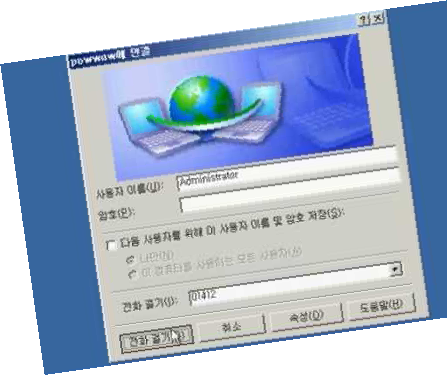 powwow에 연결
사용자 이름(U): Administrator
암호(P):
다음 사용자를 위해 이 사용자 이름 및 암호 저장(S):
나만(N)
이 컴퓨터를 사용하는 모든 사용자(A)
전화 걸기(I): 01412
전화 걸기(D) 취소 속성(O) 도움말(H)